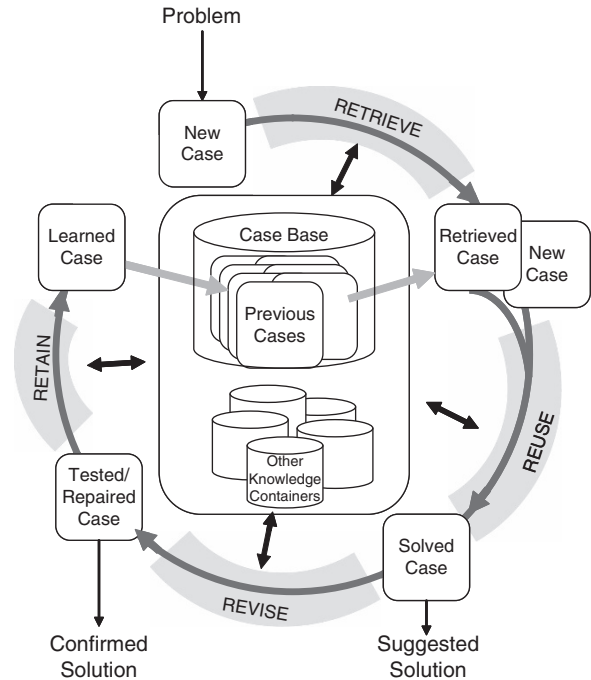 Problem
New
Case
RETRIEVE
Learned
Case
Case Base
Previous
Cases
Retrieved
Case
New
Case
RETAIN
REUSE
Other
Knowledge
Containers
Tested/
Repaired
Case
Solved
Case
REVISE
Confirmed
Solution
Suggested
Solution